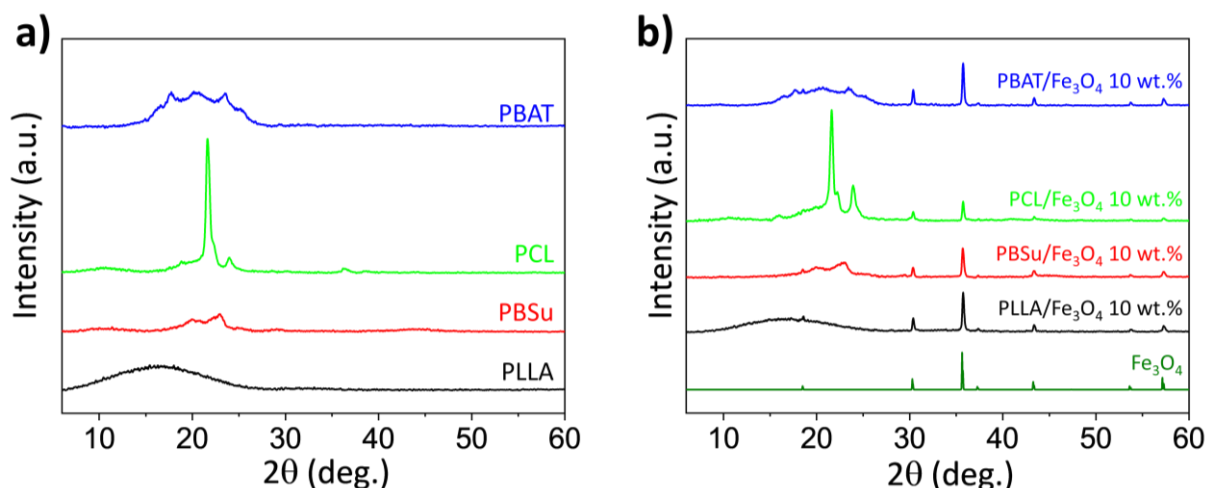 a)
Intensity (a.u.)
PBAT
PCL
PBSu
PLLA
10 20 30 40 50 60
2θ (deg.)
b)
Intensity (a.u.)
PBAT/Fe₃O₄ 10 wt.%
PCL/Fe₃O₄ 10 wt.%
PBSu/Fe₃O₄ 10 wt.%
PLLA/Fe₃O₄ 10 wt.%
Fe₃O₄
10 20 30 40 50 60
2θ (deg.)